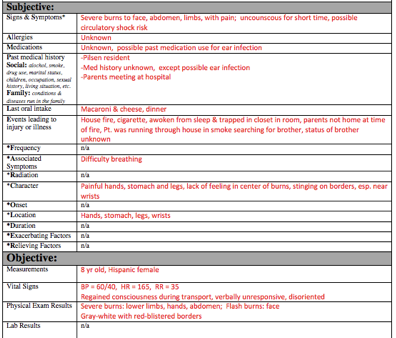 Subjective:
Signs & Symptoms*
Severe burns to face, abdomen, limbs, with pain; uncounscous for short time, possible
circulatory shock risk
Allergies
Unknown
Medications
Unknown, possible past medication use for ear infection
Past medical history
Social: alcohol, smoke,
drug use, marital status,
children, occupation, sexual
history, living situation, etc.
Family: conditions &
diseases run in the family
-Pilsen resident
-Med history unknown, except possible ear infection
-Parents meeting at hospital
Last oral intake
Macaroni & cheese, dinner
Events leading to
injury or illness
House fire, cigarette, awoken from sleep & trapped in closet in room, parents not home at time
of fire, Pt. was running through house in smoke searching for brother, status of brother
unknown
*Frequency
n/a
*Associated
Symptoms
Difficulty breathing
*Radiation
n/a
*Character
Painful hands, stomach and legs, lack of feeling in center of burns, stinging on borders, esp. near
wrists
*Onset
n/a
*Location
Hands, stomach, legs, wrists
*Duration
n/a
*Exacerbating Factors
n/a
*Relieving Factors
n/a
Objective:
Measurements
8 yr old, Hispanic female
Vital Signs
BP = 60/40, HR = 165, RR = 35
Regained consciousness during transport, verbally unresponsive, disoriented
Physical Exam Results
Severe burns: lower limbs, hands, abdomen; Flash burns: face
Gray-white with red-blistered borders
Lab Results
n/a